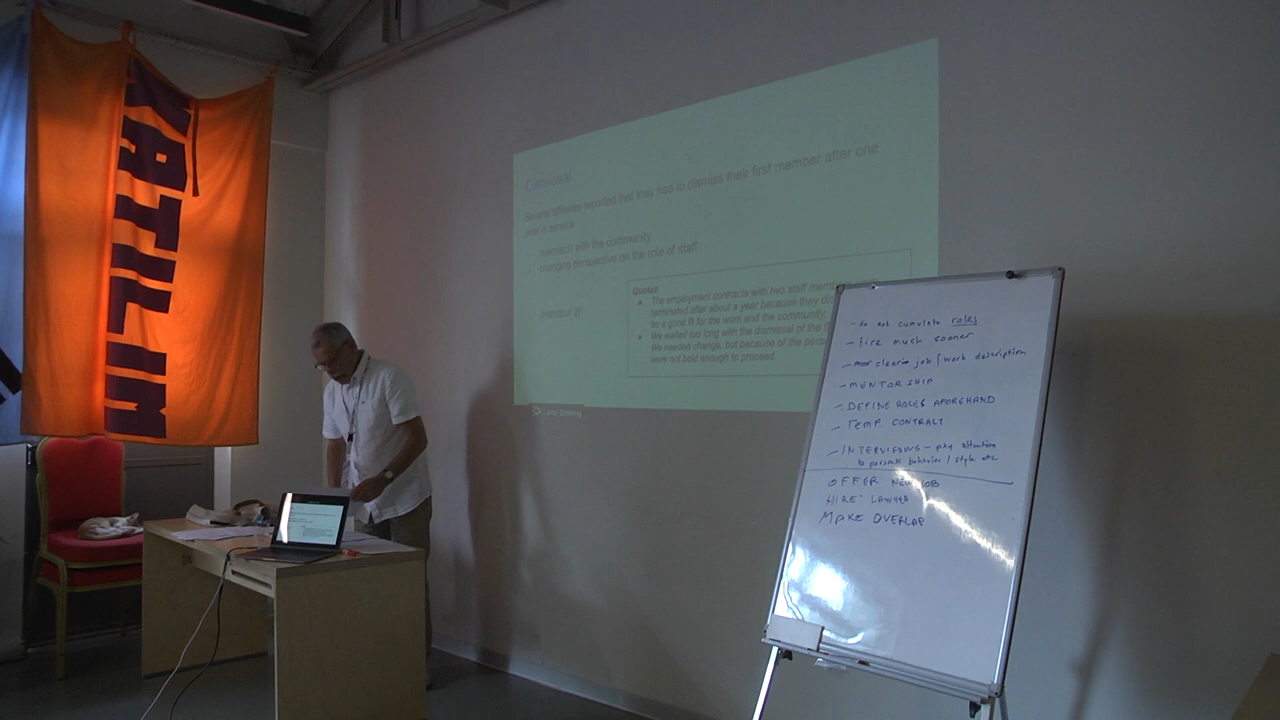 YATILIM
Dismissal
Several affiliates reported that they had to dismiss their first member after one
year in service
mismatch with the community
changing perspective on the role of staff
(Handout 2)
Quotes
The employment contracts with two staff
terminated after about a year because they
be a good fit for the work and the community.
We waited too long with the dismissal of the
We needed change, but because of the
were not bold enough to proceed.
- do not cumulate roles
- fire much sooner
- mor clear job / work description
- MENTORSHIP
- DEFINE ROLES AFOREHAND
- TEMP CONTRACT
- INTERVIEWS - pay attention
to personal behavior / style etc
OFFER NEW JOB
HIRE LAWYER
MAKE OVERLAP